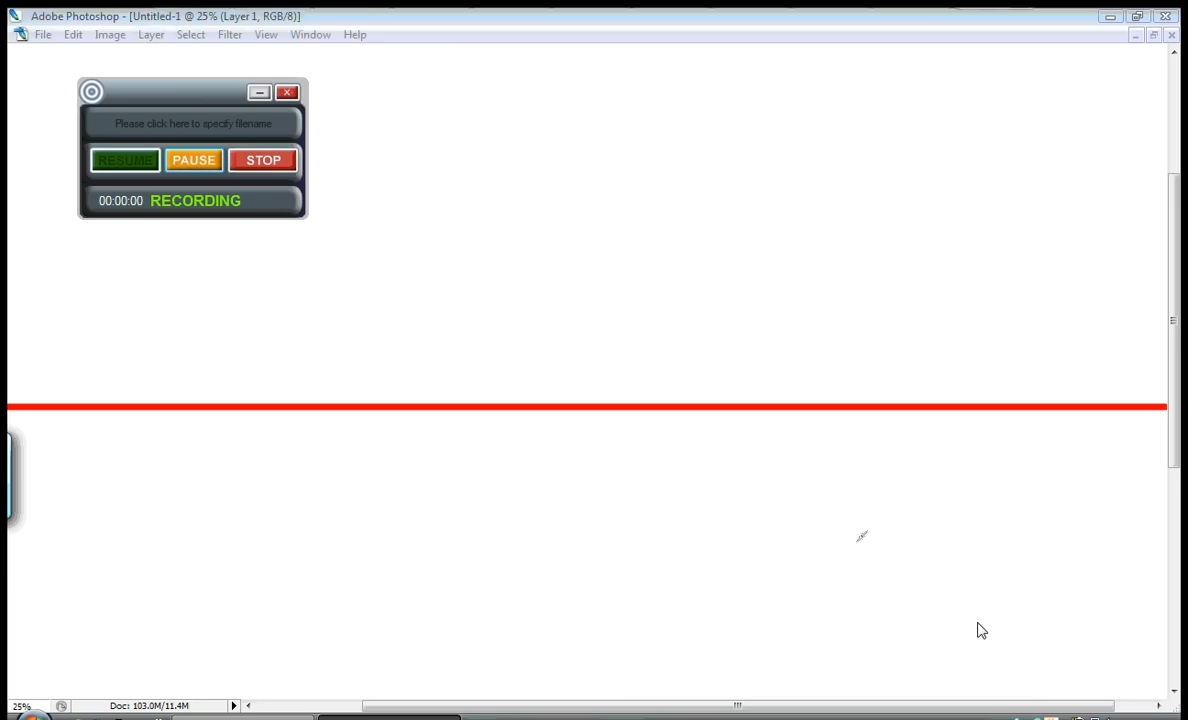 Adobe Photoshop - [Untitled-1 @ 25% (Layer 1, RGB/8)]
File Edit Image Layer Select Filter View Window Help
Please click here to specify filename
RESUME PAUSE STOP
00:00:00 RECORDING
25% Doc: 103.0M/11.4M